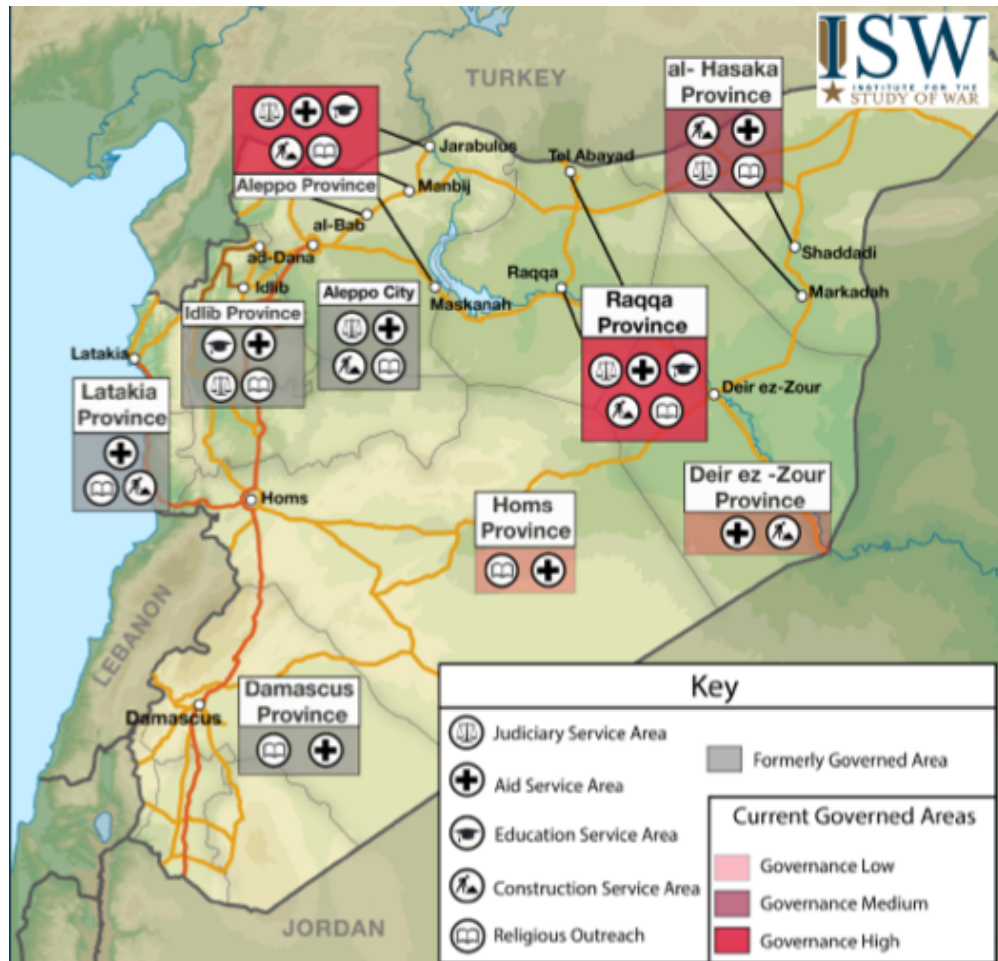 ISW
INSTITUTE FOR THE
STUDY OF WAR
TURKEY
al- Hasaka
Province
Aleppo Province
Jarabulus
Manbij
al-Bab
Tel Abayad
ad-Dana
Idlib
Idlib Province
Aleppo City
Maskanah
Raqqa
Raqqa
Province
Shaddadi
Markadah
Latakia
Latakia
Province
Deir ez-Zour
Homs
Homs
Province
Deir ez -Zour
Province
LEBANON
Damascus
Damascus
Province
JORDAN
Key
Judiciary Service Area
Aid Service Area
Education Service Area
Construction Service Area
Religious Outreach
Formerly Governed Area
Current Governed Areas
Governance Low
Governance Medium
Governance High